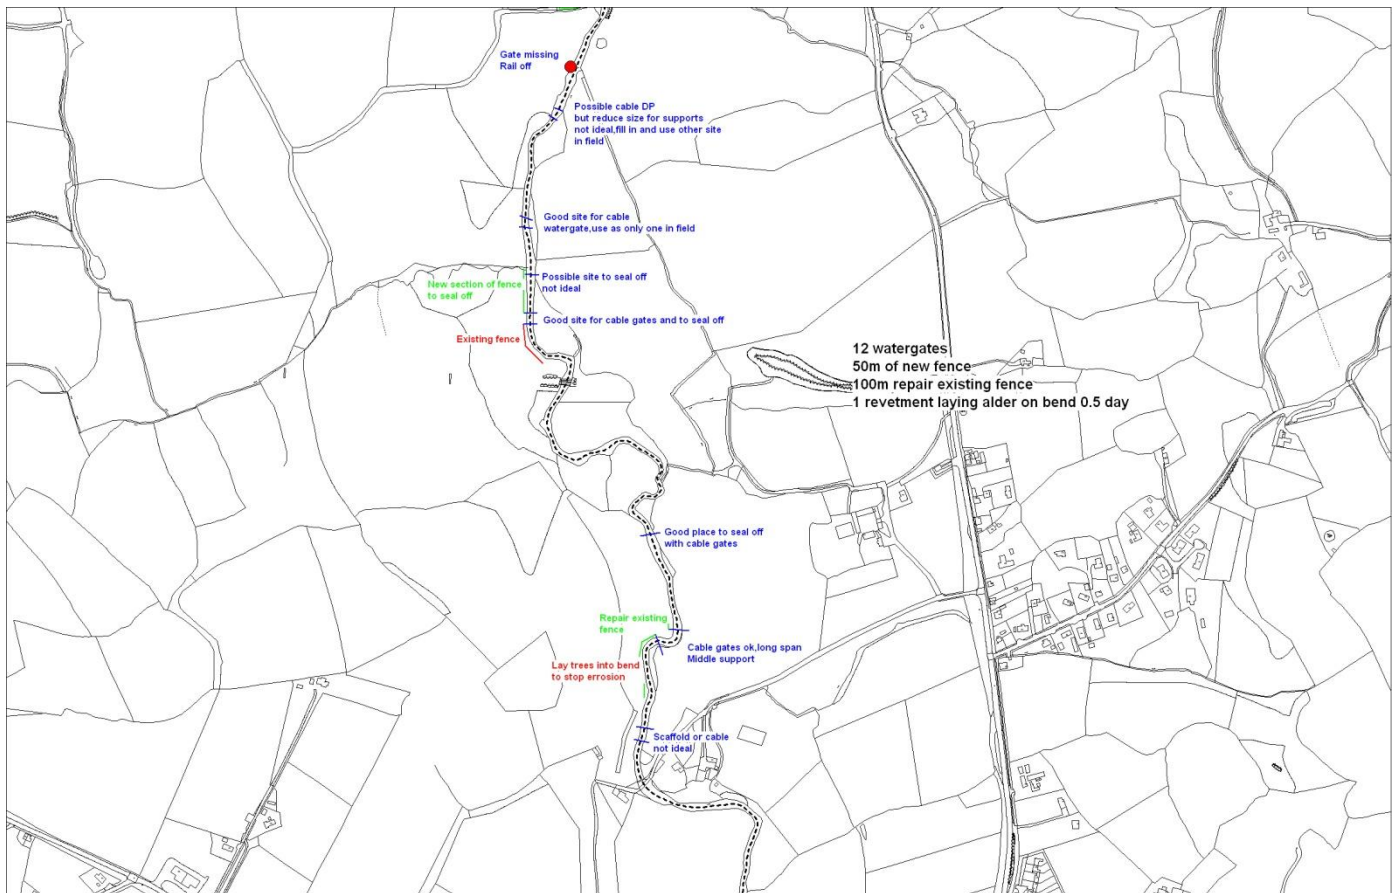 Gate missing
Rail off
Possible cable DP
but reduce size for supports
not ideal,fill in and use other site
in field
Good site for cable
watergate,use as only one in field
Possible site to seal off
not ideal
New section of fence
to seal off
Good site for cable gates and to seal off
Existing fence
12 watergates
50m of new fence
100m repair existing fence
1 revetment laying alder on bend 0.5 day
Good place to seal off
with cable gates
Repair existing
fence
Cable gates ok,long span
Middle support
Lay trees into bend
to stop errosion
Scaffold or cable
not ideal